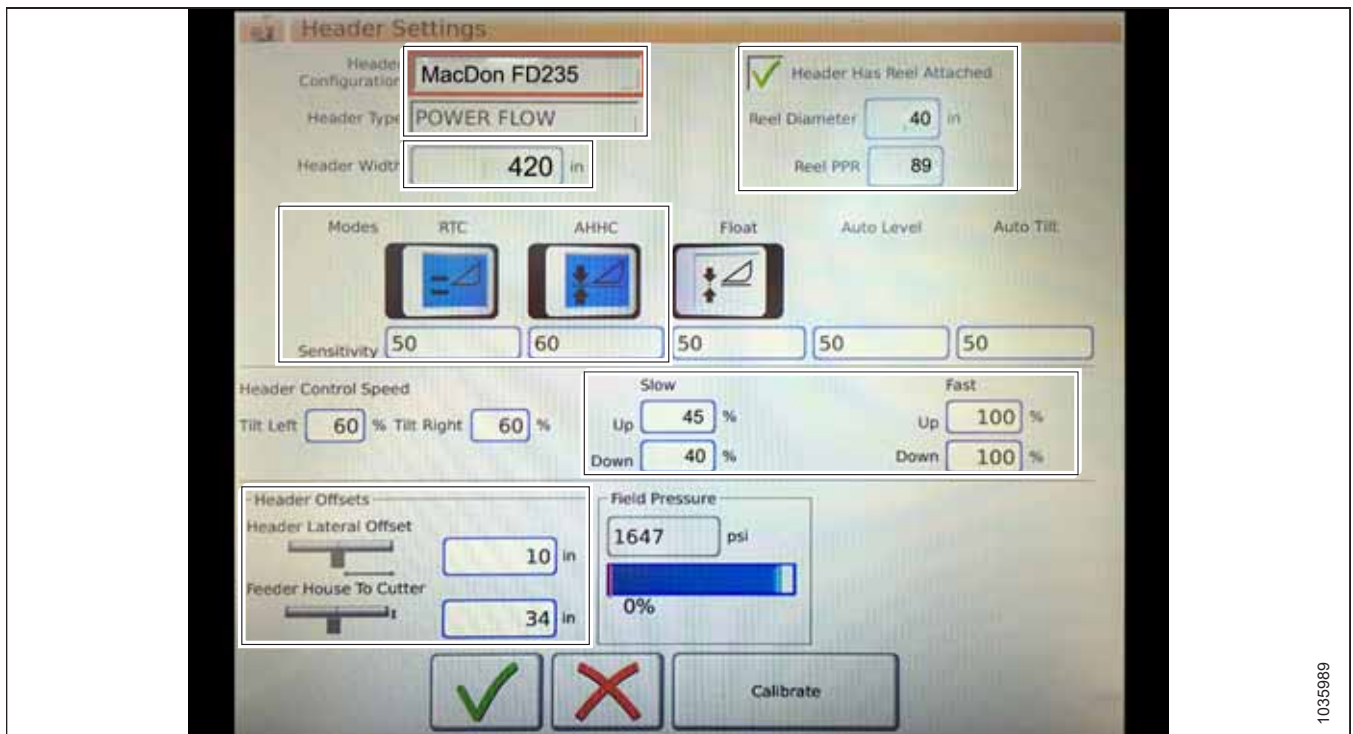 Header Settings
Header
Configuration
MacDon FD235
Header Has Reel Attached
Header Type
POWER FLOW
Reel Diameter
40 in
Header Width
420 in
Reel PPR
89
Modes RTC AHHC Float Auto Level Auto Tilt
Sensitivity 50 60 50 50 50
Header Control Speed
Slow Fast
Tilt Left 60 % Tilt Right 60 %
Up 45 % Up 100 %
Down 40 % Down 100 %
Header Offsets
Field Pressure
Header Lateral Offset
10 in
1647 psi
Feeder House To Cutter
34 in
0%
Calibrate
1035989